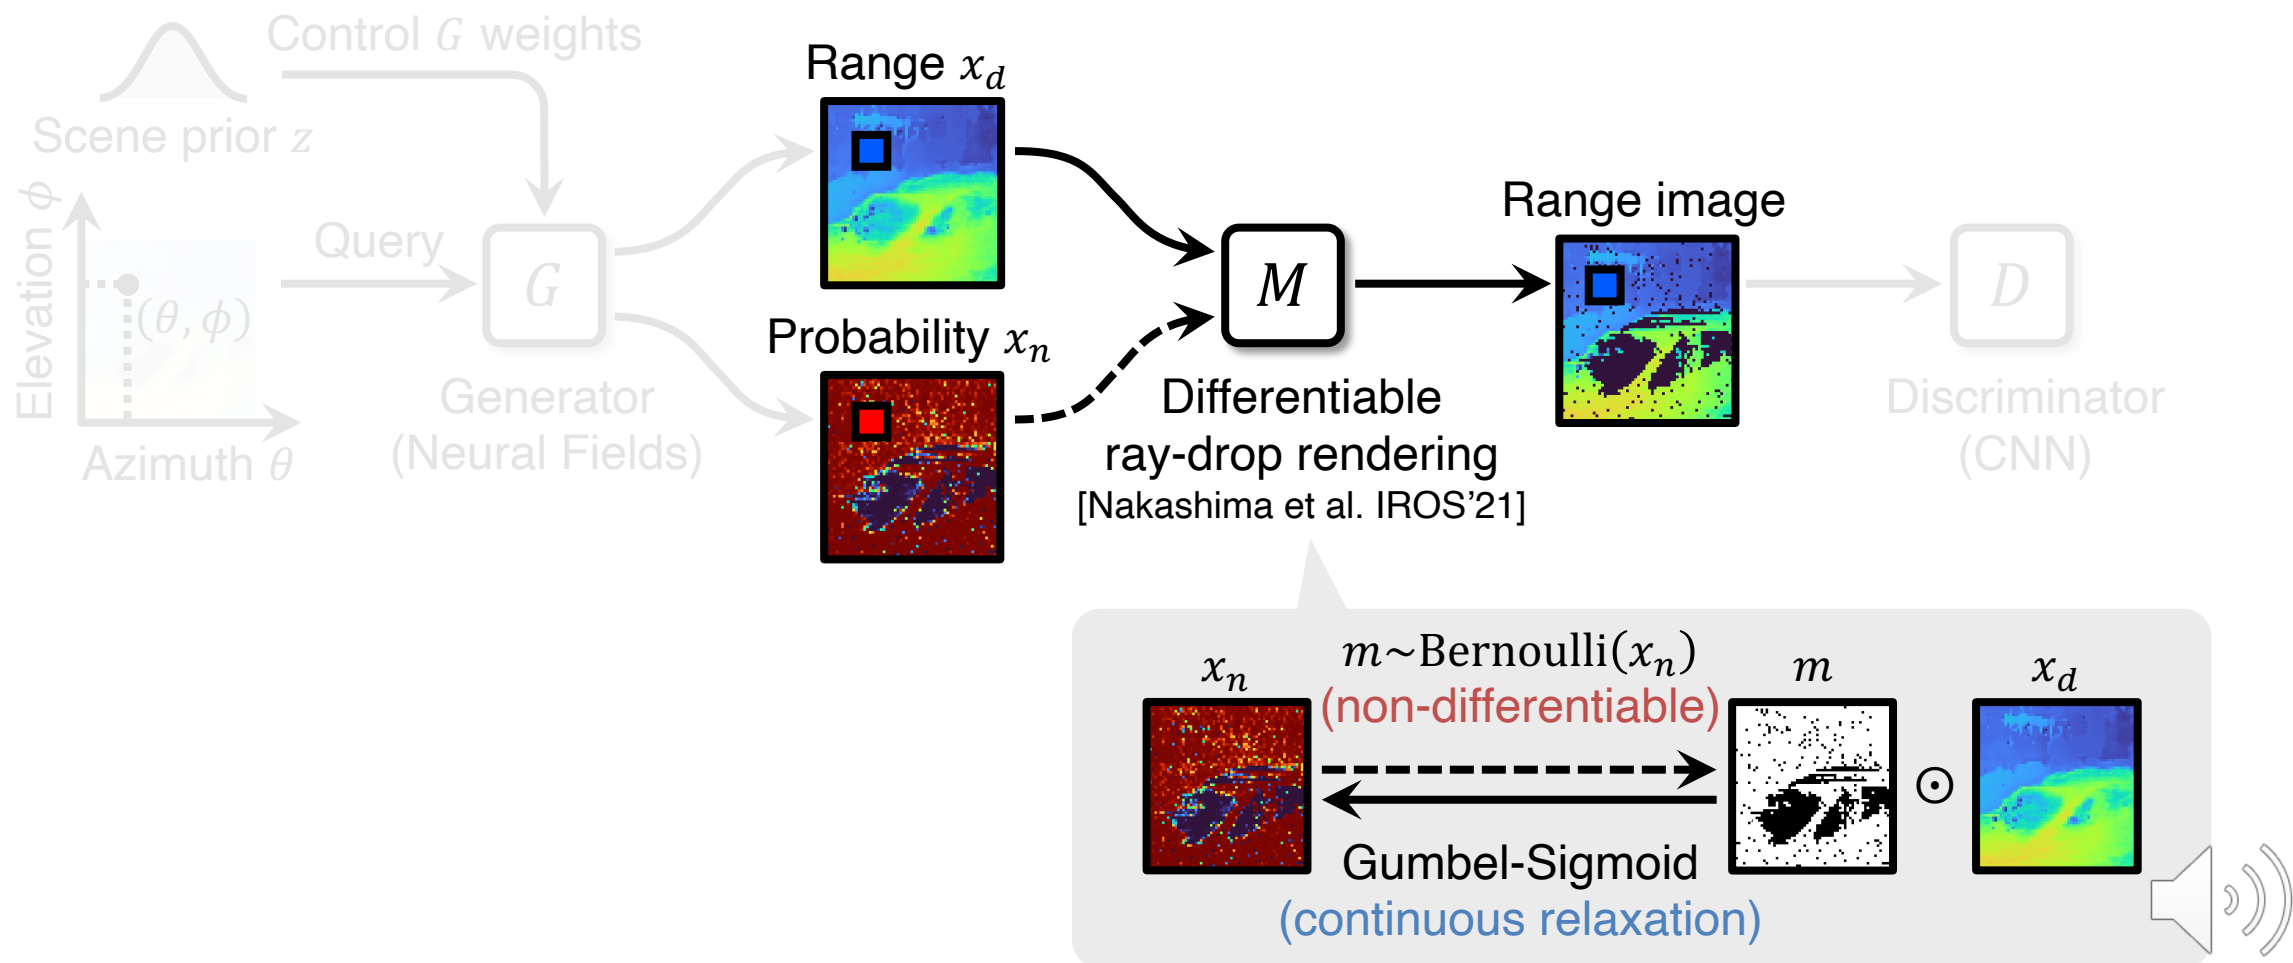 Control G weights
Scene prior z
Elevation ϕ
(θ, ϕ)
Azimuth θ
Query
G
Generator
(Neural Fields)
Range x_d
Probability x_n
M
Differentiable
ray-drop rendering
[Nakashima et al. IROS'21]
Range image
D
Discriminator
(CNN)
x_n
m~Bernoulli(x_n)
(non-differentiable)
m
⊙
x_d
Gumbel-Sigmoid
(continuous relaxation)